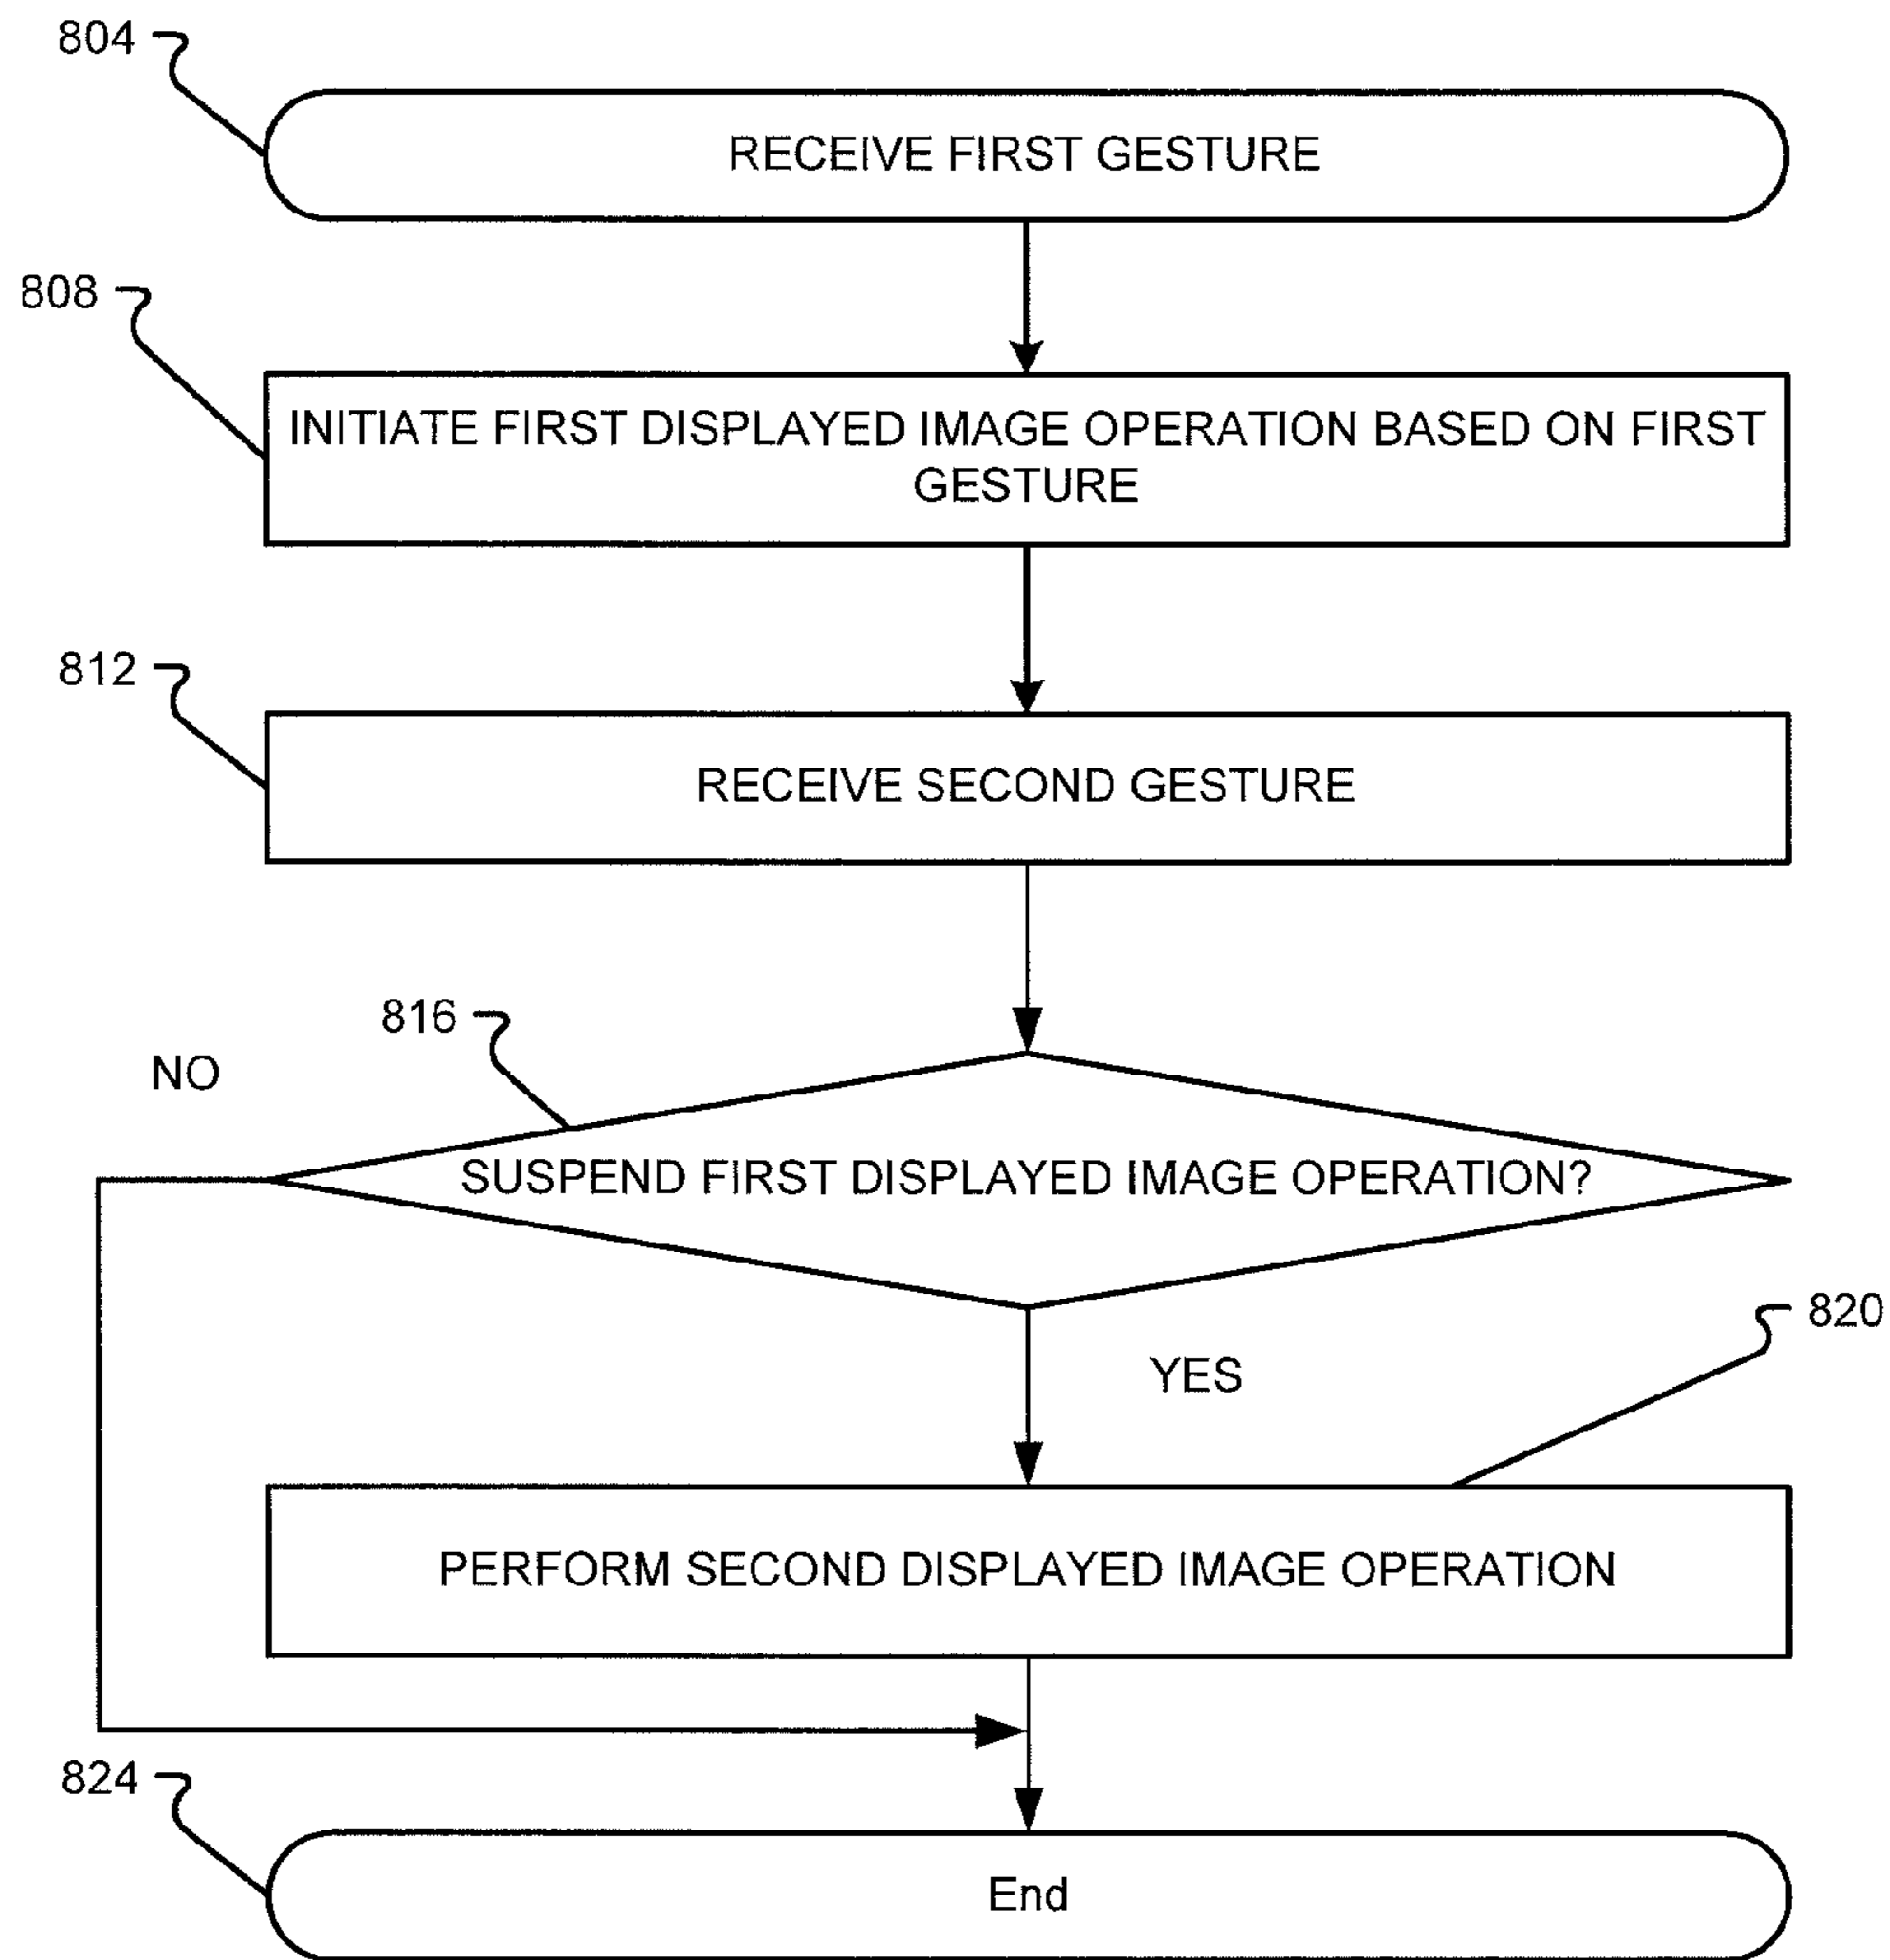 804
RECEIVE FIRST GESTURE
808
INITIATE FIRST DISPLAYED IMAGE OPERATION BASED ON FIRST
GESTURE
812
RECEIVE SECOND GESTURE
816
NO
SUSPEND FIRST DISPLAYED IMAGE OPERATION?
820
YES
PERFORM SECOND DISPLAYED IMAGE OPERATION
824
End